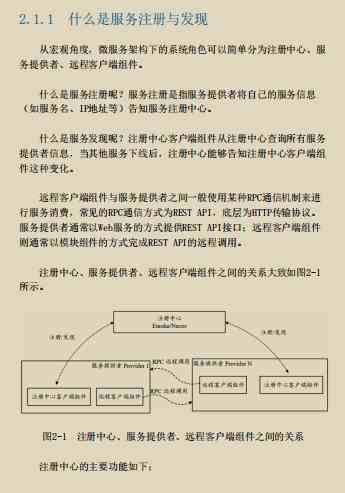 2.1.1 什么是服务注册与发现
从宏观角度，微服务架构下的系统角色可以简单分为注册中心、服
务提供者、远程客户端组件。
什么是服务注册呢？服务注册是指服务提供者将自己的服务信息
（如服务名、IP地址等）告知服务注册中心。
什么是服务发现呢？注册中心客户端组件从注册中心查询所有服务
提供者信息，当其他服务下线后，注册中心能够告知注册中心客户端组
件这种变化。
远程客户端组件与服务提供者之间一般使用某种RPC通信机制来进
行服务消费，常见的RPC通信方式为REST API，底层为HTTP传输协议。
服务提供者通常以Web服务的方式提供REST API接口；远程客户端组件
则通常以模块组件的方式完成REST API的远程调用。
注册中心、服务提供者、远程客户端组件之间的关系大致如图2-1
所示。
注册中心
Eureka/Nacos
注册/发现
注册/发现
服务提供者 Provider 1
RPC 远程调用
服务提供者 Provider N
注册中心客户端组件
远程客户端组件
RPC 远程调用
远程客户端组件
注册中心客户端组件
图2-1 注册中心、服务提供者、远程客户端组件之间的关系
注册中心的主要功能如下：